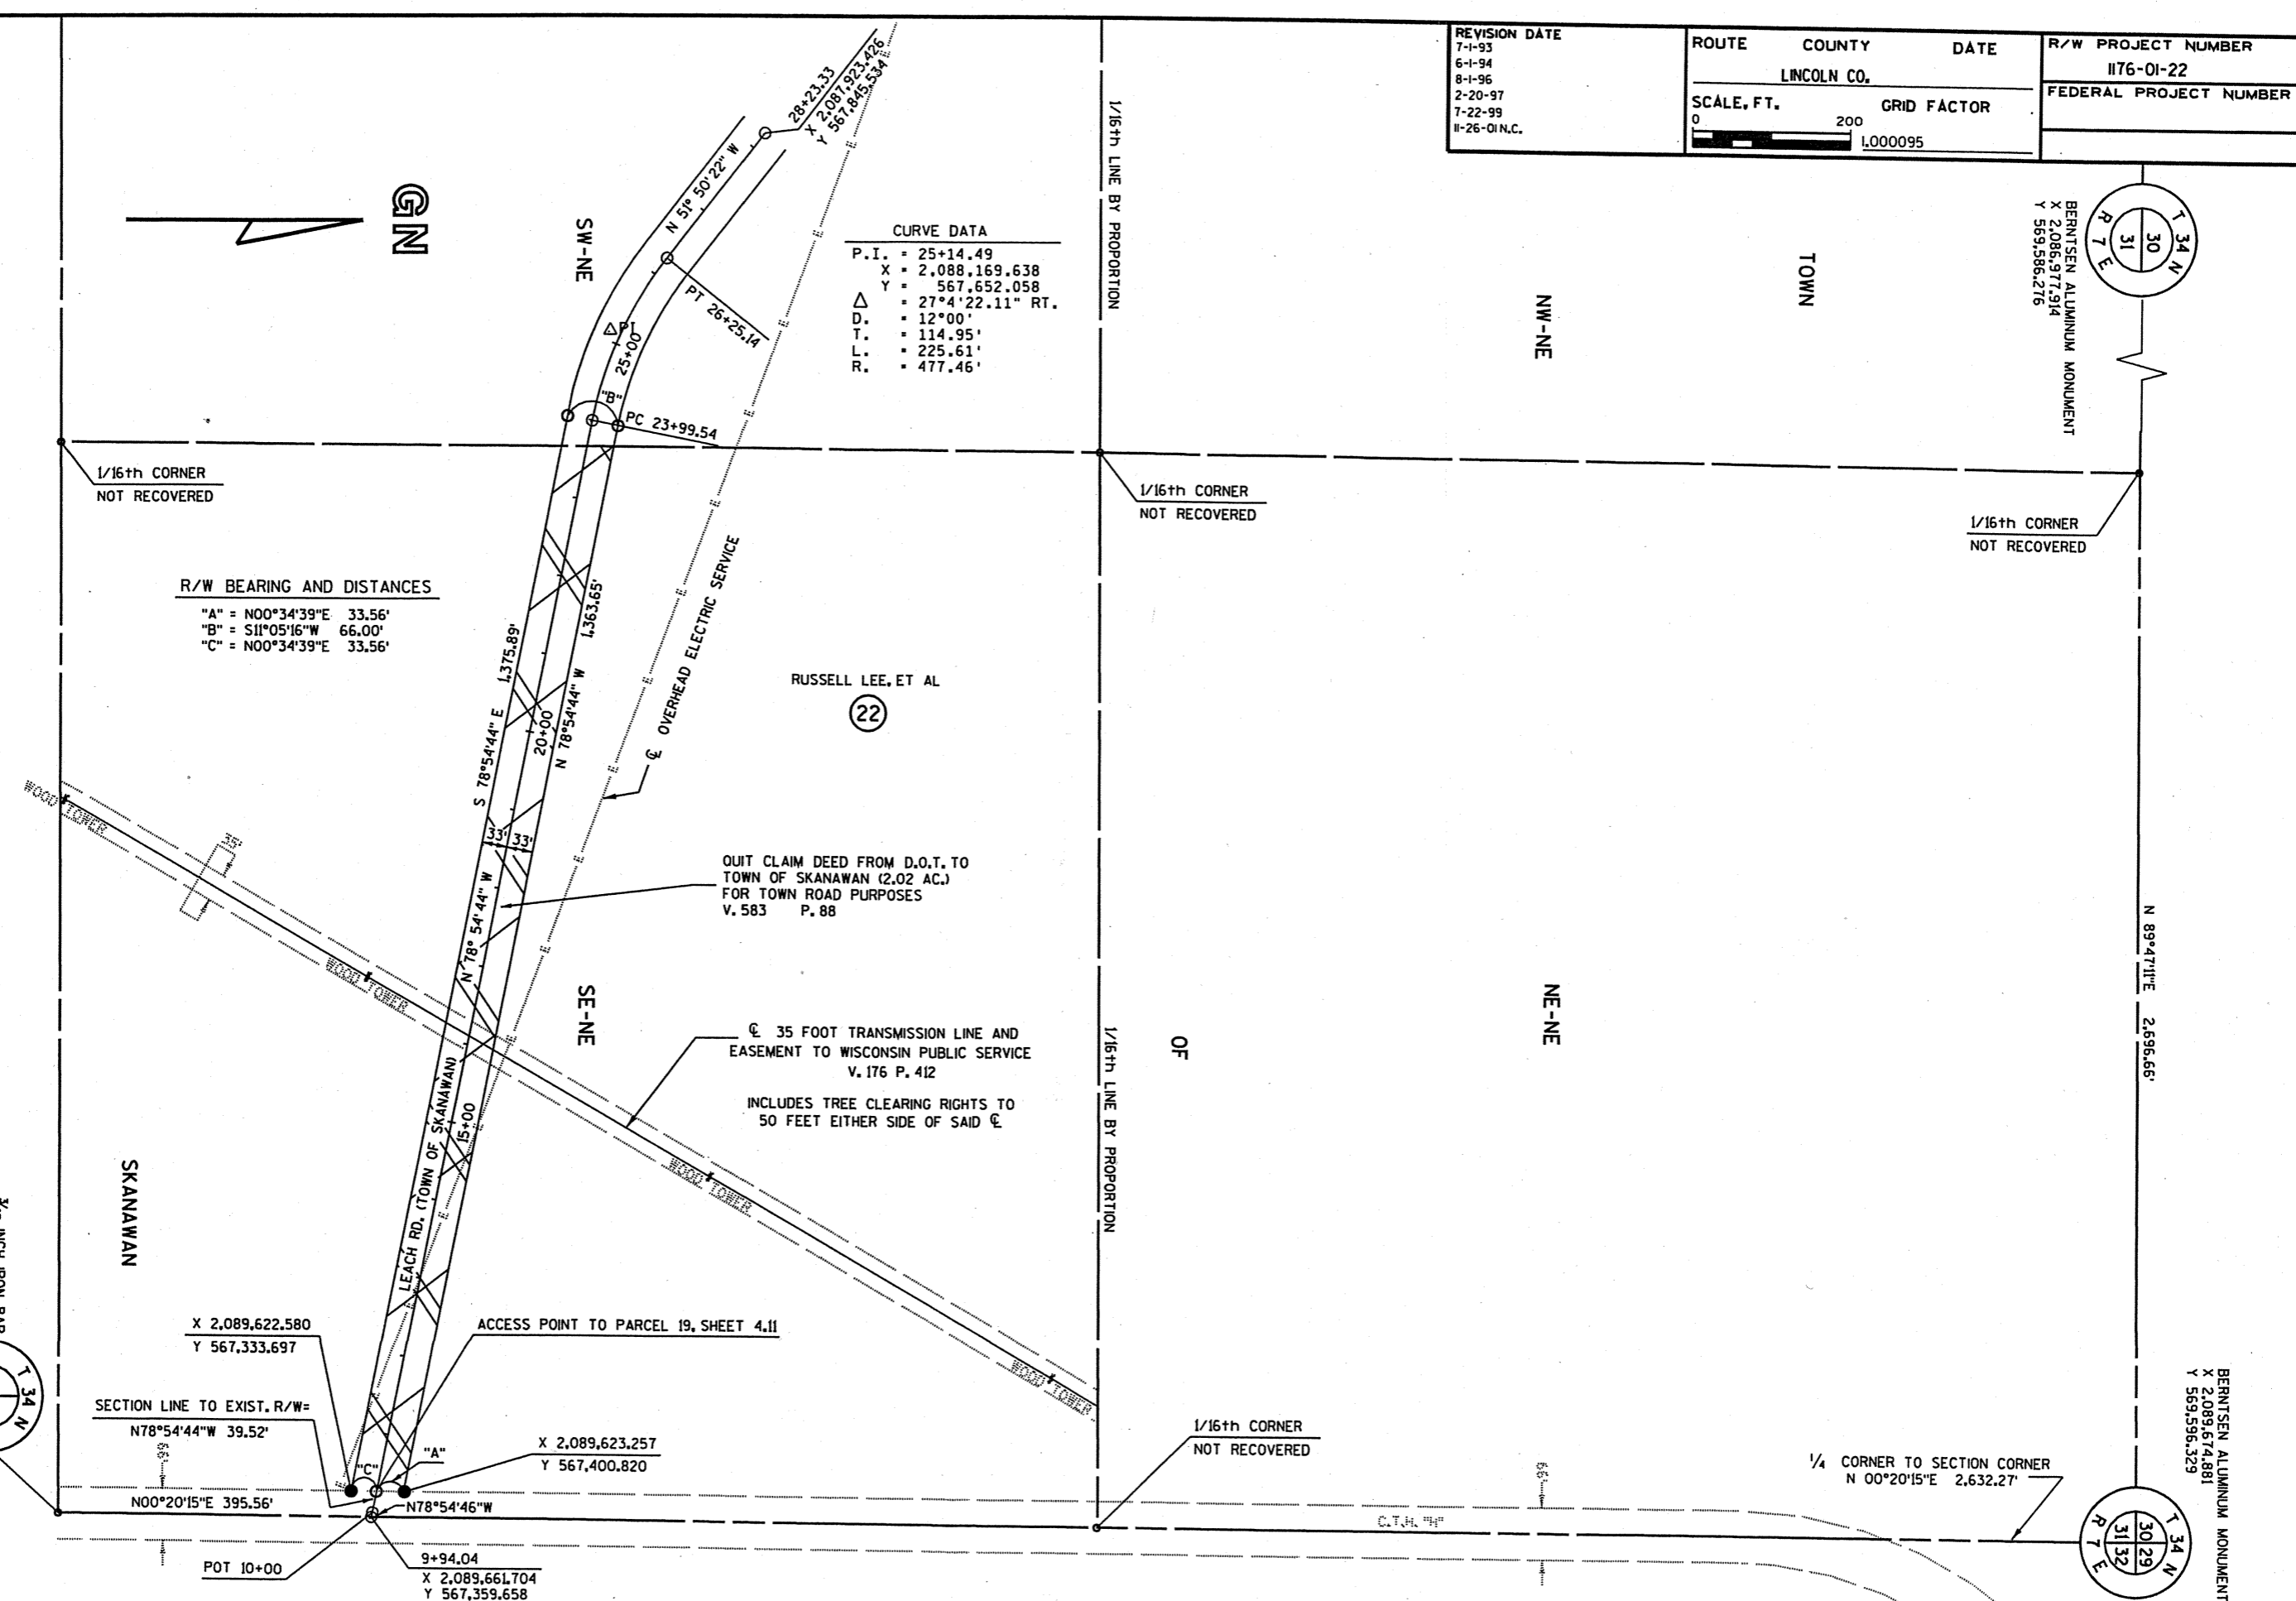 REVISION DATE
7-1-93
6-1-94
8-1-96
2-20-97
7-22-99
11-26-01 N.C.
ROUTE COUNTY DATE
LINCOLN CO.
SCALE, FT. GRID FACTOR
0 200
1.000095
R/W PROJECT NUMBER
1176-01-22
FEDERAL PROJECT NUMBER
28+23.33
X 2,087,923.426
Y 567,845.534
N 51° 50'22" W
GN
SW-NE
CURVE DATA
P.I. = 25+14.49
X = 2,088,169.638
Y = 567,652.058
Δ = 27°4'22.11" RT.
D. = 12°00'
T. = 114.95'
L. = 225.61'
R. = 477.46'
1/16th LINE BY PROPORTION
NW-NE
TOWN
BERNTSEN ALUMINUM MONUMENT
X 2,086,977.914
Y 569,586.276
T 34 N
30
31
R 7 E
PT 26+25.14
Δ PI
25+00
"B"
PC 23+99.54
1/16th CORNER
NOT RECOVERED
1/16th CORNER
NOT RECOVERED
1/16th CORNER
NOT RECOVERED
R/W BEARING AND DISTANCES
"A" = N00°34'39"E 33.56'
"B" = S11°05'16"W 66.00'
"C" = N00°34'39"E 33.56'
1,375.89'
1,363.65'
S 78°54'44" E
N 78°54'44" W
20+00
℄ OVERHEAD ELECTRIC SERVICE
RUSSELL LEE, ET AL
22
WOOD TOWER
35'
33' 33'
N 78° 54'44" W
QUIT CLAIM DEED FROM D.O.T. TO
TOWN OF SKANAWAN (2.02 AC.)
FOR TOWN ROAD PURPOSES
V. 583 P. 88
N 89°47'11"E 2,696.66'
WOOD TOWER
SE-NE
NE-NE
OF
℄ 35 FOOT TRANSMISSION LINE AND
EASEMENT TO WISCONSIN PUBLIC SERVICE
V. 176 P. 412
INCLUDES TREE CLEARING RIGHTS TO
50 FEET EITHER SIDE OF SAID ℄
1/16th LINE BY PROPORTION
15+00
LEACH RD. (TOWN OF SKANAWAN)
WOOD TOWER
SKANAWAN
INCH IRON BAR
T 34 N
X 2,089,622.580
Y 567,333.697
ACCESS POINT TO PARCEL 19, SHEET 4.11
WOOD TOWER
SECTION LINE TO EXIST. R/W=
N78°54'44"W 39.52'
66'
"C"
"A"
X 2,089,623.257
Y 567,400.820
1/16th CORNER
NOT RECOVERED
1/4 CORNER TO SECTION CORNER
N 00°20'15"E 2,632.27'
BERNTSEN ALUMINUM MONUMENT
X 2,089,674.881
Y 569,596.329
N00°20'15"E 395.56'
N78°54'46"W
66'
C.T.H. "H"
T 34 N
30 29
31 32
R 7 E
POT 10+00
9+94.04
X 2,089,661.704
Y 567,359.658